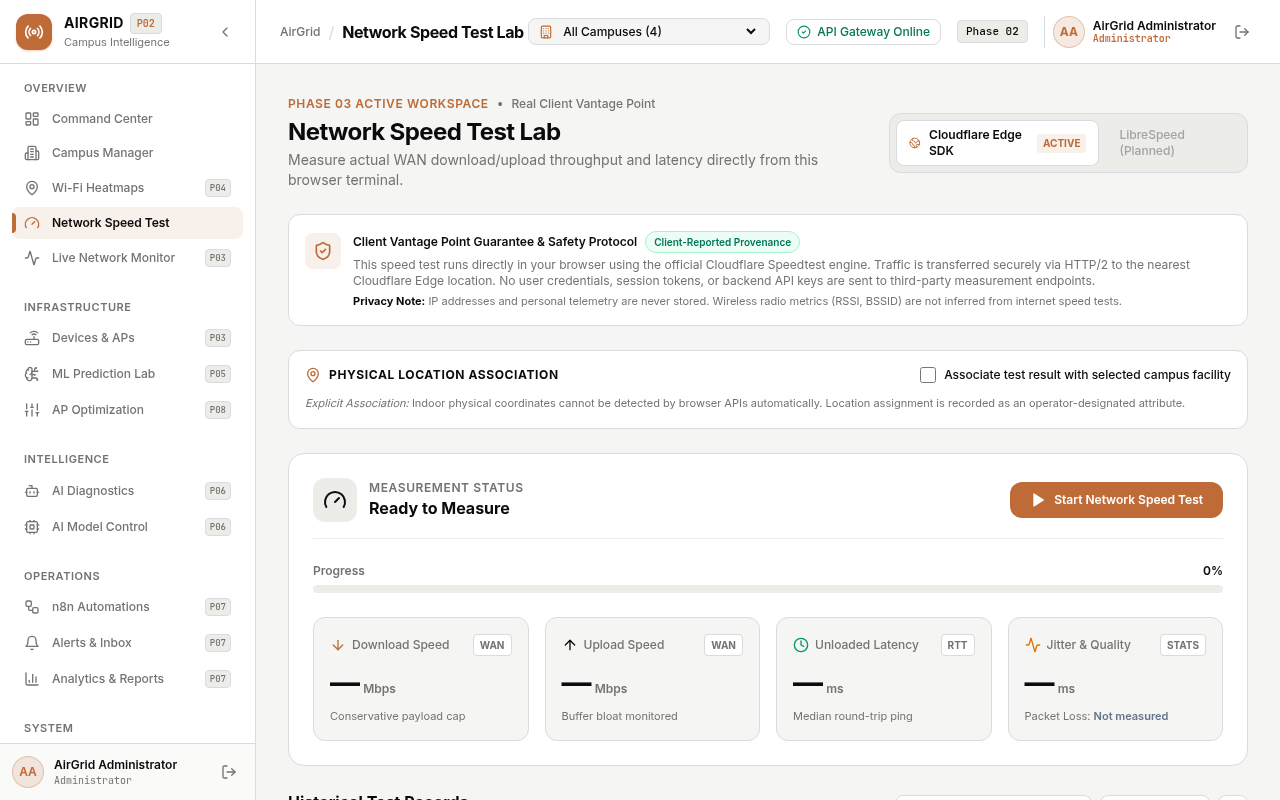 AIRGRID P02
Campus Intelligence
OVERVIEW
Command Center
Campus Manager
Wi-Fi Heatmaps P04
Network Speed Test
Live Network Monitor P03
INFRASTRUCTURE
Devices & APs P03
ML Prediction Lab P05
AP Optimization P08
INTELLIGENCE
AI Diagnostics P06
AI Model Control P06
OPERATIONS
n8n Automations P07
Alerts & Inbox P07
Analytics & Reports P07
SYSTEM
AA AirGrid Administrator
Administrator
AirGrid / Network Speed Test Lab
All Campuses (4)
API Gateway Online
Phase 02
AA AirGrid Administrator
Administrator
PHASE 03 ACTIVE WORKSPACE • Real Client Vantage Point
Network Speed Test Lab
Measure actual WAN download/upload throughput and latency directly from this
browser terminal.
Cloudflare Edge
SDK
ACTIVE
LibreSpeed
(Planned)
Client Vantage Point Guarantee & Safety Protocol Client-Reported Provenance
This speed test runs directly in your browser using the official Cloudflare Speedtest engine. Traffic is transferred securely via HTTP/2 to the nearest
Cloudflare Edge location. No user credentials, session tokens, or backend API keys are sent to third-party measurement endpoints.
Privacy Note: IP addresses and personal telemetry are never stored. Wireless radio metrics (RSSI, BSSID) are not inferred from internet speed tests.
PHYSICAL LOCATION ASSOCIATION
Associate test result with selected campus facility
Explicit Association: Indoor physical coordinates cannot be detected by browser APIs automatically. Location assignment is recorded as an operator-designated attribute.
MEASUREMENT STATUS
Ready to Measure
Start Network Speed Test
Progress 0%
Download Speed WAN
— Mbps
Conservative payload cap
Upload Speed WAN
— Mbps
Buffer bloat monitored
Unloaded Latency RTT
— ms
Median round-trip ping
Jitter & Quality STATS
— ms
Packet Loss: Not measured
Historical Test Records